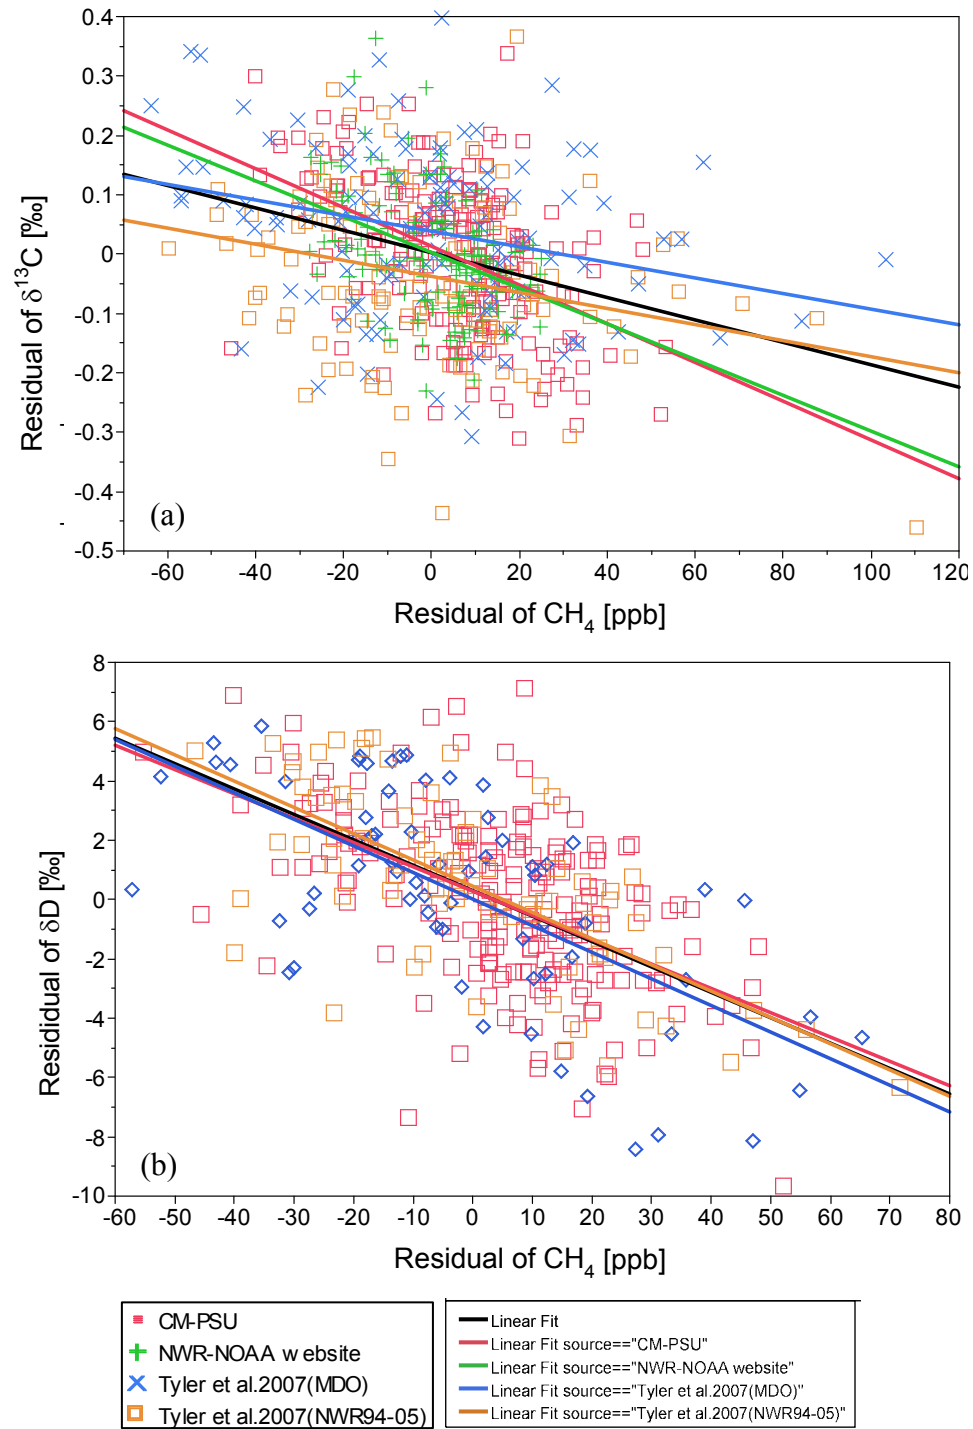 0.4
0.3
0.2
0.1
0
-0.1
-0.2
-0.3
-0.4
-0.5
Residual of δ¹³C [‰]
(a)
-60 -40 -20 0 20 40 60 80 100 120
Residual of CH₄ [ppb]
8
6
4
2
0
-2
-4
-6
-8
-10
Resididual of δD [‰]
(b)
-60 -50 -40 -30 -20 -10 0 10 20 30 40 50 60 70 80
Residual of CH₄ [ppb]
CM-PSU
NWR-NOAA website
Tyler et al.2007(MDO)
Tyler et al.2007(NWR94-05)
Linear Fit
Linear Fit source=="CM-PSU"
Linear Fit source=="NWR-NOAA website"
Linear Fit source=="Tyler et al.2007(MDO)"
Linear Fit source=="Tyler et al.2007(NWR94-05)"